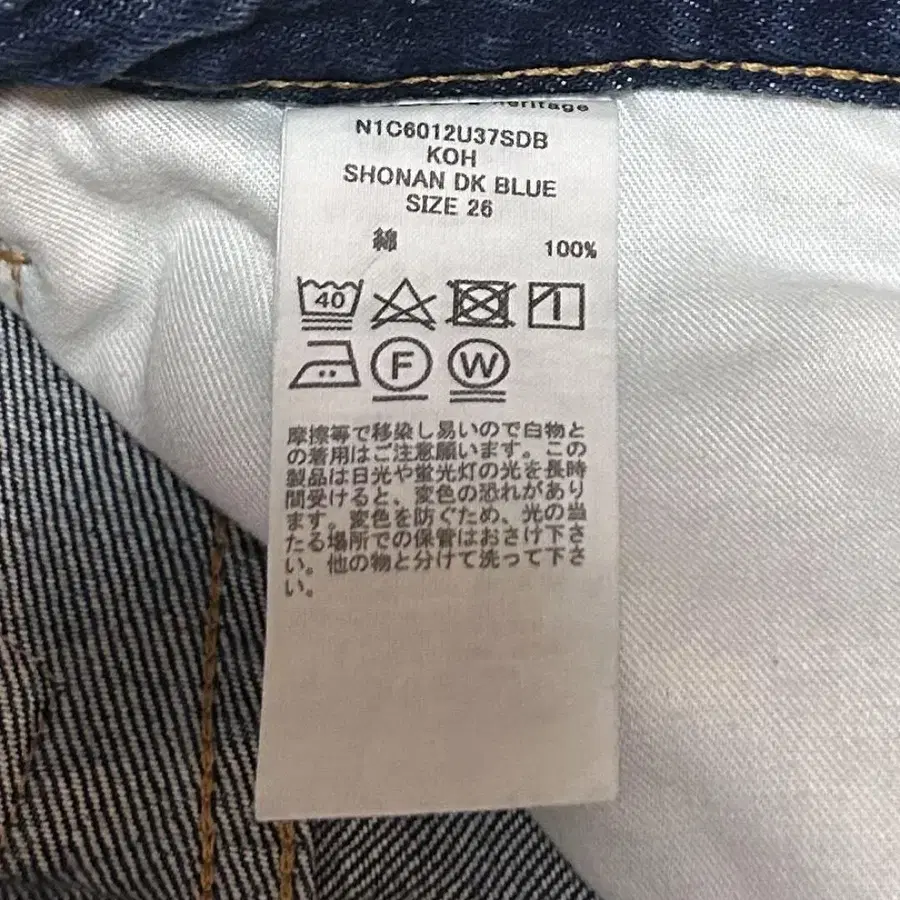 heritage
N1C6012U37SDB
KOH
SHONAN DK BLUE
SIZE 26
綿 100%
40
F W
摩擦等で移染し易いので白物と
の着用はご注意願います。この
製品は日光や蛍光灯の光を長時
間受けると、変色の恐れがあり
ます。変色を防ぐため、光の当
たる場所での保管はおさけ下さ
い。他の物と分けて洗って下さ
い。